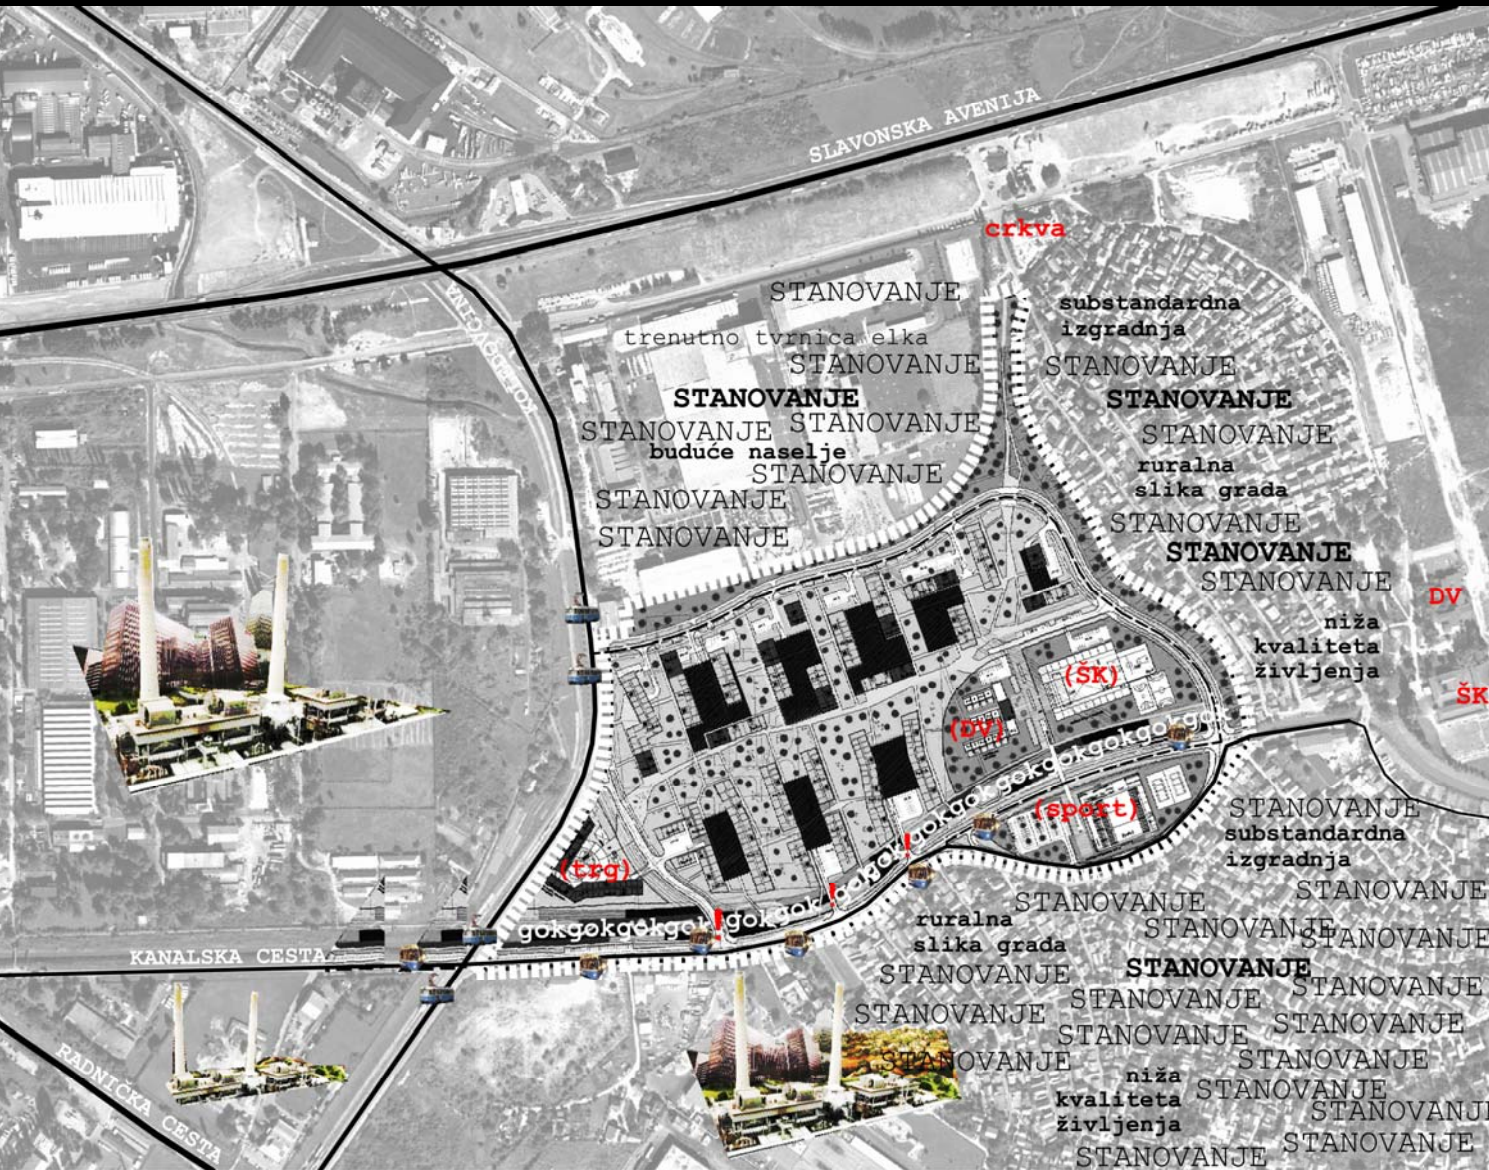 SLAVONSKA AVENIJA
crkva
STANOVANJE
substandardna
izgradnja
trenutno tvrnica elka
STANOVANJE
STANOVANJE
STANOVANJE
STANOVANJE
STANOVANJE
STANOVANJE
STANOVANJE
buduće naselje
STANOVANJE
STANOVANJE
STANOVANJE
ruralna
slika grada
STANOVANJE
STANOVANJE
STANOVANJE
DV
niža
kvaliteta
življenja
ŠK
(ŠK)
(DV)
(sport)
(trg)
gokgokgokgok!gokgok!gokgok!gokgokgokgokgokgokgok
KANALSKA CESTA
RADNIČKA CESTA
STANOVANJE
substandardna
izgradnja
STANOVANJE
STANOVANJE
ruralna
slika grada
STANOVANJE
STANOVANJE
STANOVANJE
STANOVANJE
STANOVANJE
STANOVANJE
STANOVANJE
STANOVANJE
STANOVANJE
STANOVANJE
STANOVANJE
niža
kvaliteta
življenja
STANOVANJE
STANOVANJE
STANOVANJE
STANOVANJE